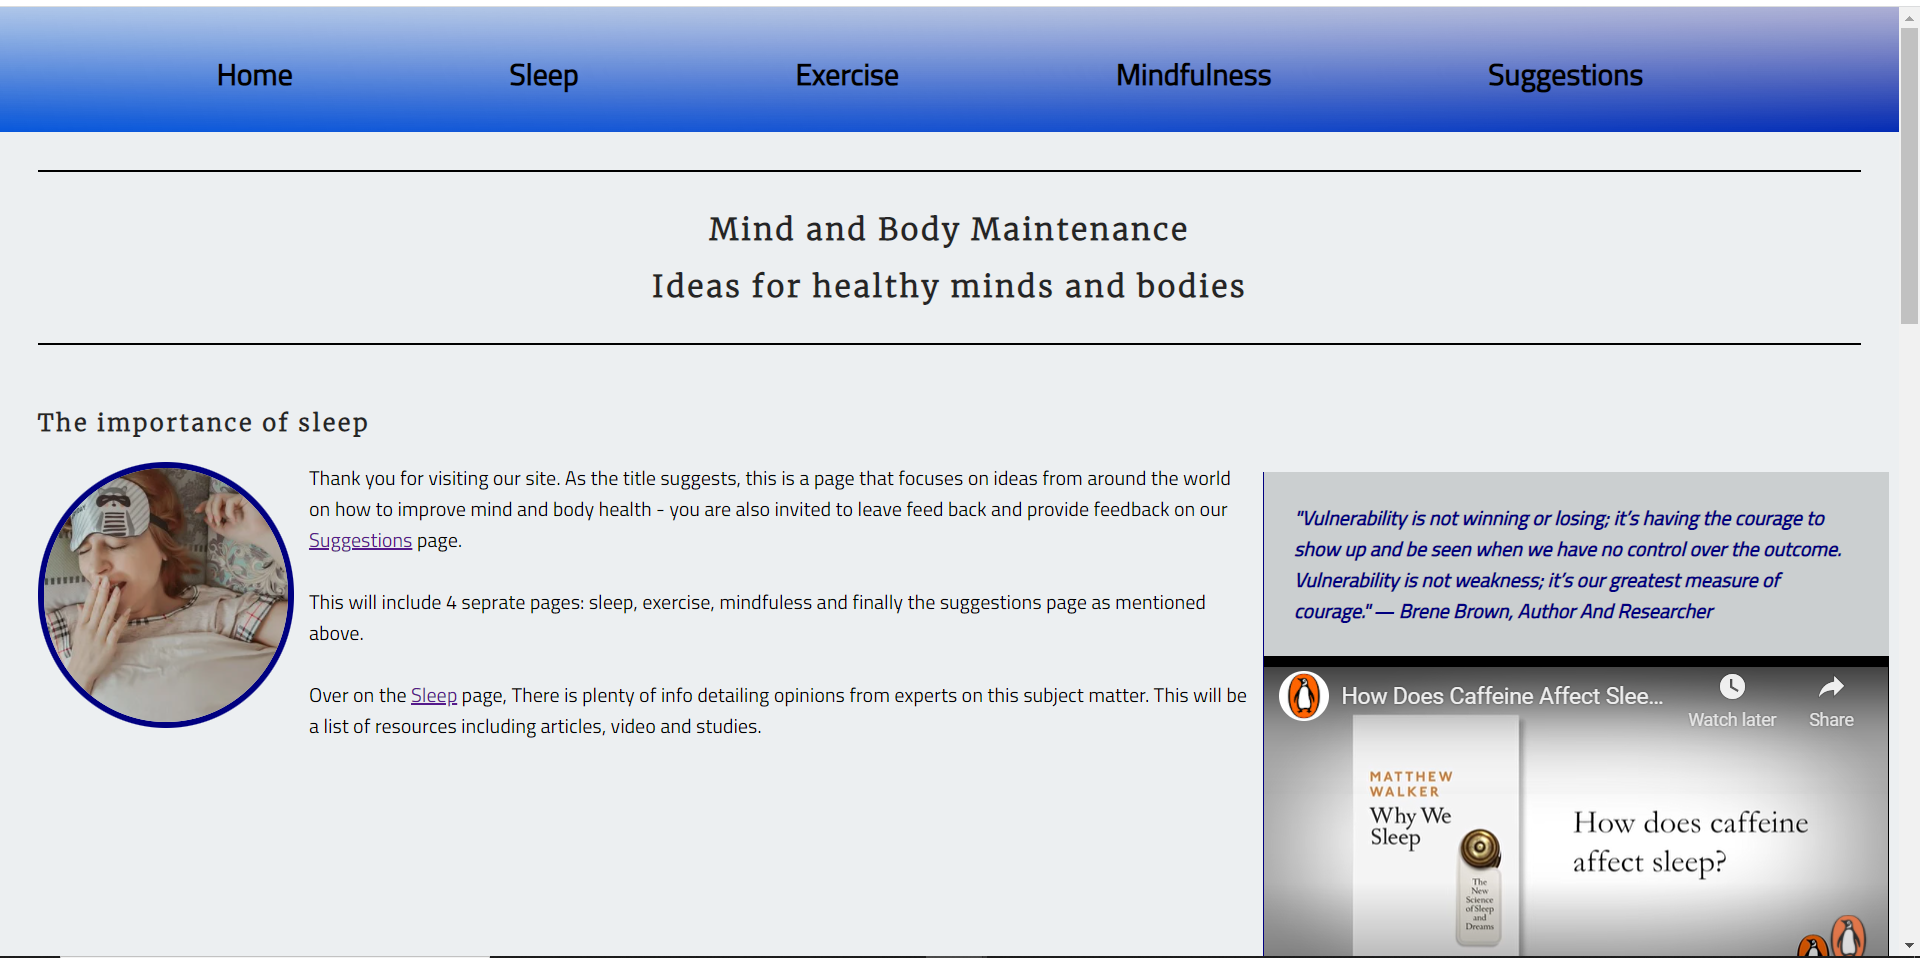 Home Sleep Exercise Mindfulness Suggestions
Mind and Body Maintenance
Ideas for healthy minds and bodies
The importance of sleep
Thank you for visiting our site. As the title suggests, this is a page that focuses on ideas from around the world
on how to improve mind and body health - you are also invited to leave feed back and provide feedback on our
Suggestions page.
This will include 4 seprate pages: sleep, exercise, mindfuless and finally the suggestions page as mentioned
above.
Over on the Sleep page, There is plenty of info detailing opinions from experts on this subject matter. This will be
a list of resources including articles, video and studies.
"Vulnerability is not winning or losing; it’s having the courage to
show up and be seen when we have no control over the outcome.
Vulnerability is not weakness; it’s our greatest measure of
courage." — Brene Brown, Author And Researcher
How Does Caffeine Affect Slee...
Watch later
Share
MATTHEW
WALKER
Why We
Sleep
The
New
Science
of Sleep
and
Dreams
How does caffeine
affect sleep?